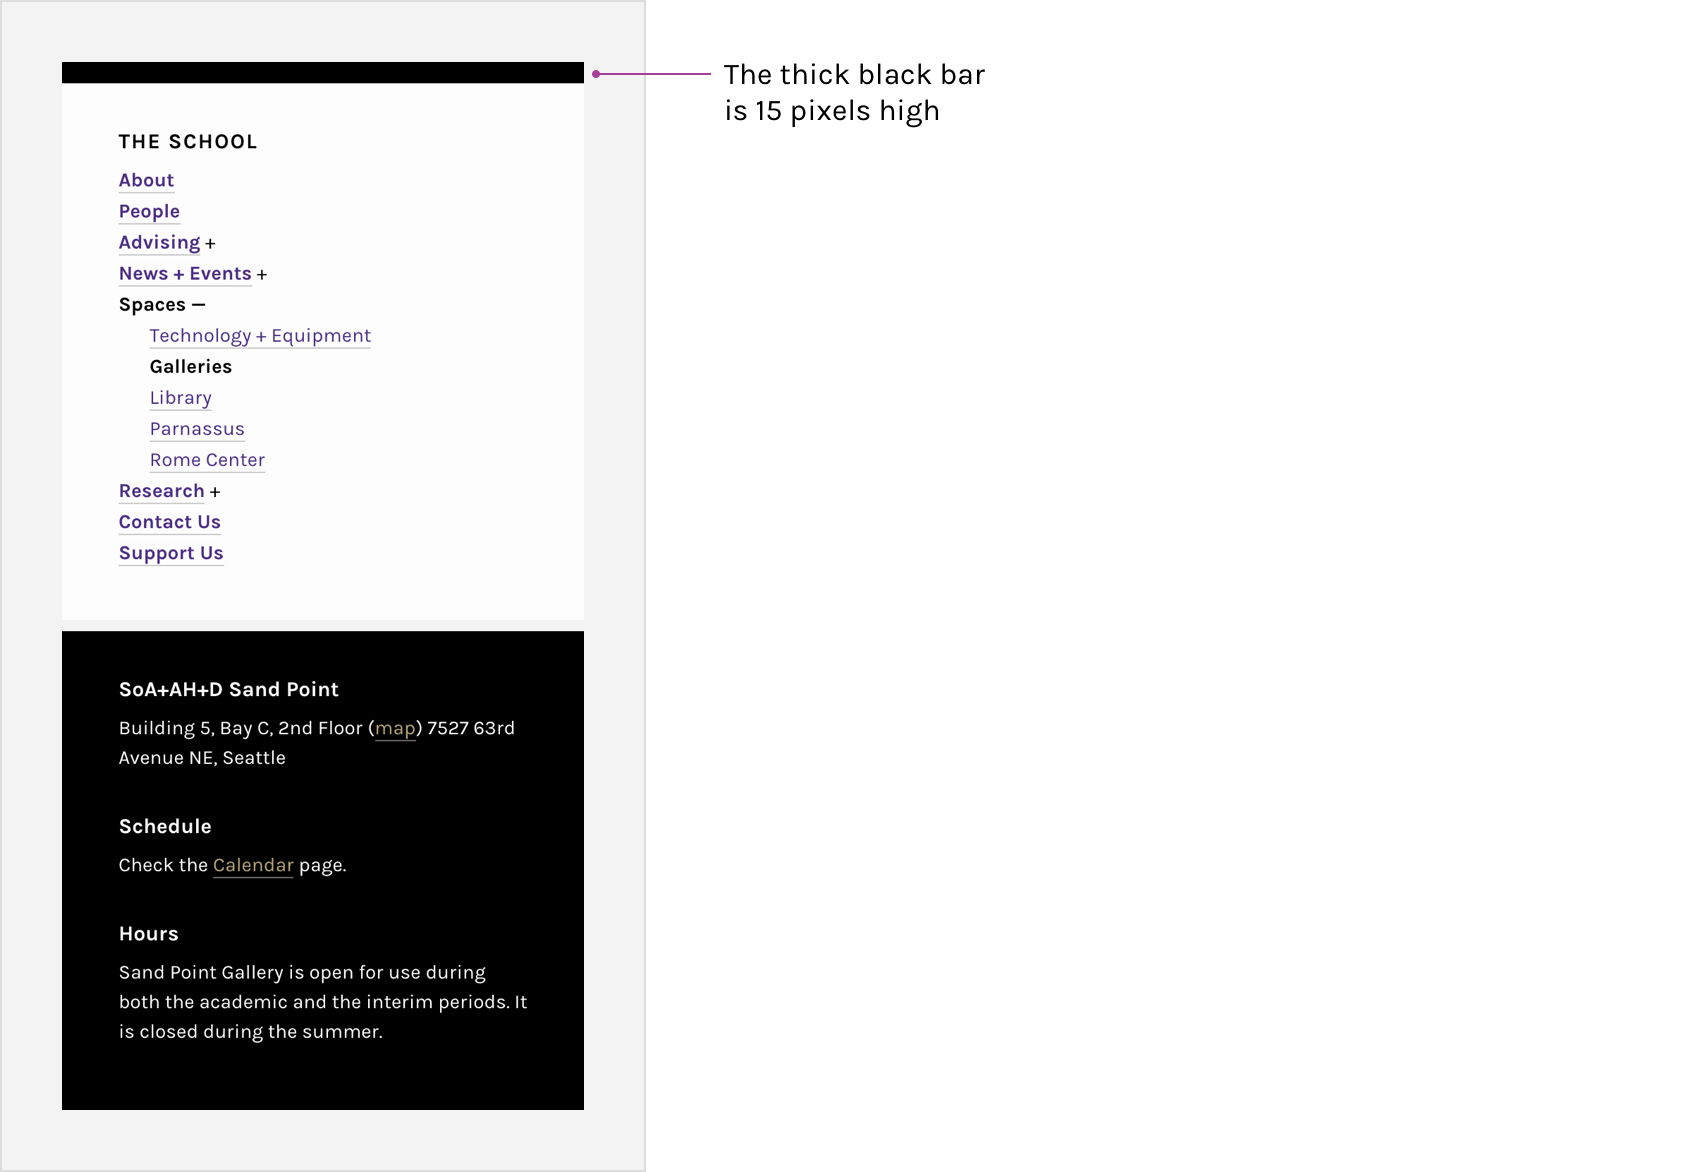 The thick black bar
is 15 pixels high
THE SCHOOL
About
People
Advising +
News + Events +
Spaces —
Technology + Equipment
Galleries
Library
Parnassus
Rome Center
Research +
Contact Us
Support Us
SoA+AH+D Sand Point
Building 5, Bay C, 2nd Floor (map) 7527 63rd
Avenue NE, Seattle
Schedule
Check the Calendar page.
Hours
Sand Point Gallery is open for use during
both the academic and the interim periods. It
is closed during the summer.